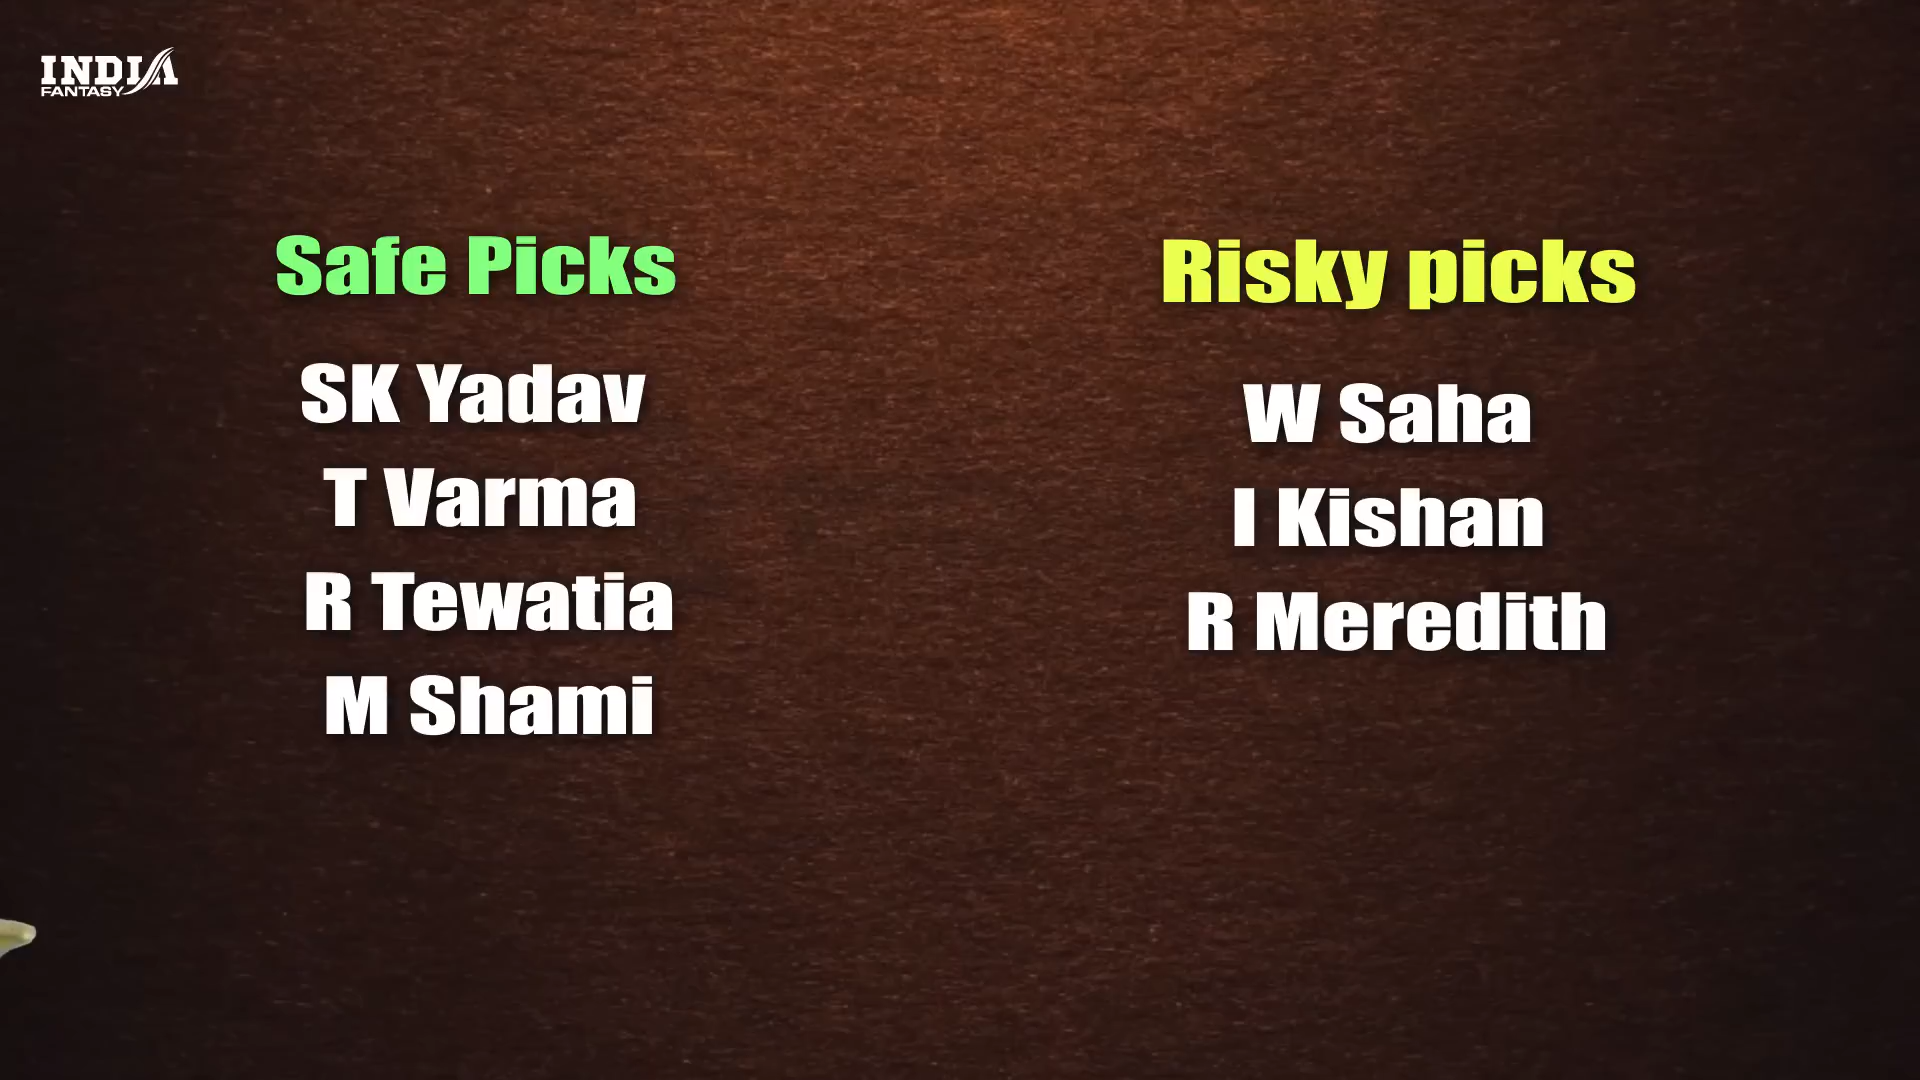 INDIA
FANTASY
Safe Picks
SK Yadav
T Varma
R Tewatia
M Shami
Risky picks
W Saha
I Kishan
R Meredith